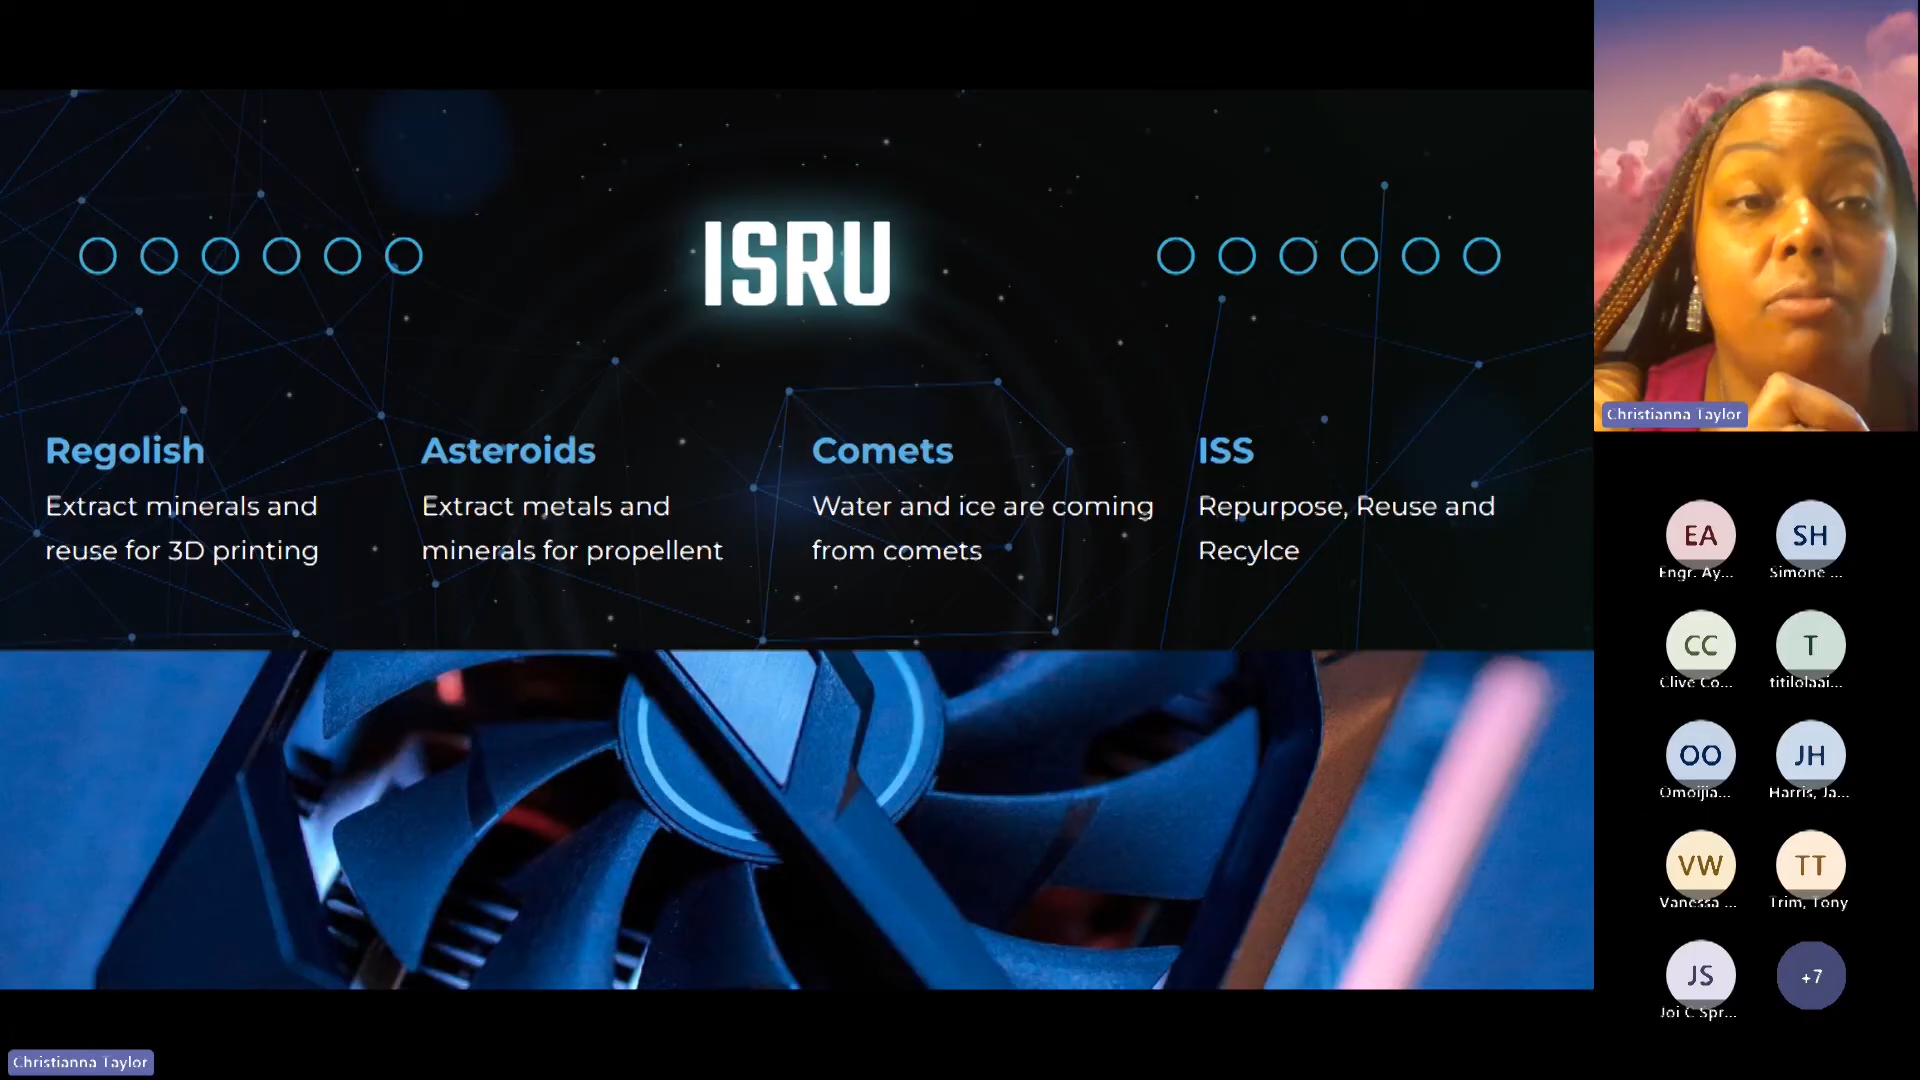 ISRU
Regolish
Extract minerals and
reuse for 3D printing
Asteroids
Extract metals and
minerals for propellent
Comets
Water and ice are coming
from comets
ISS
Repurpose, Reuse and
Recylce
Christianna Taylor
EA
Engr. Ay...
SH
Simone ...
CC
Clive Co...
T
titilolaai...
OO
Omoijia...
JH
Harris, Ja...
VW
Vanessa ...
TT
Trim, Tony
JS
Joi C Spr...
+7
Christianna Taylor